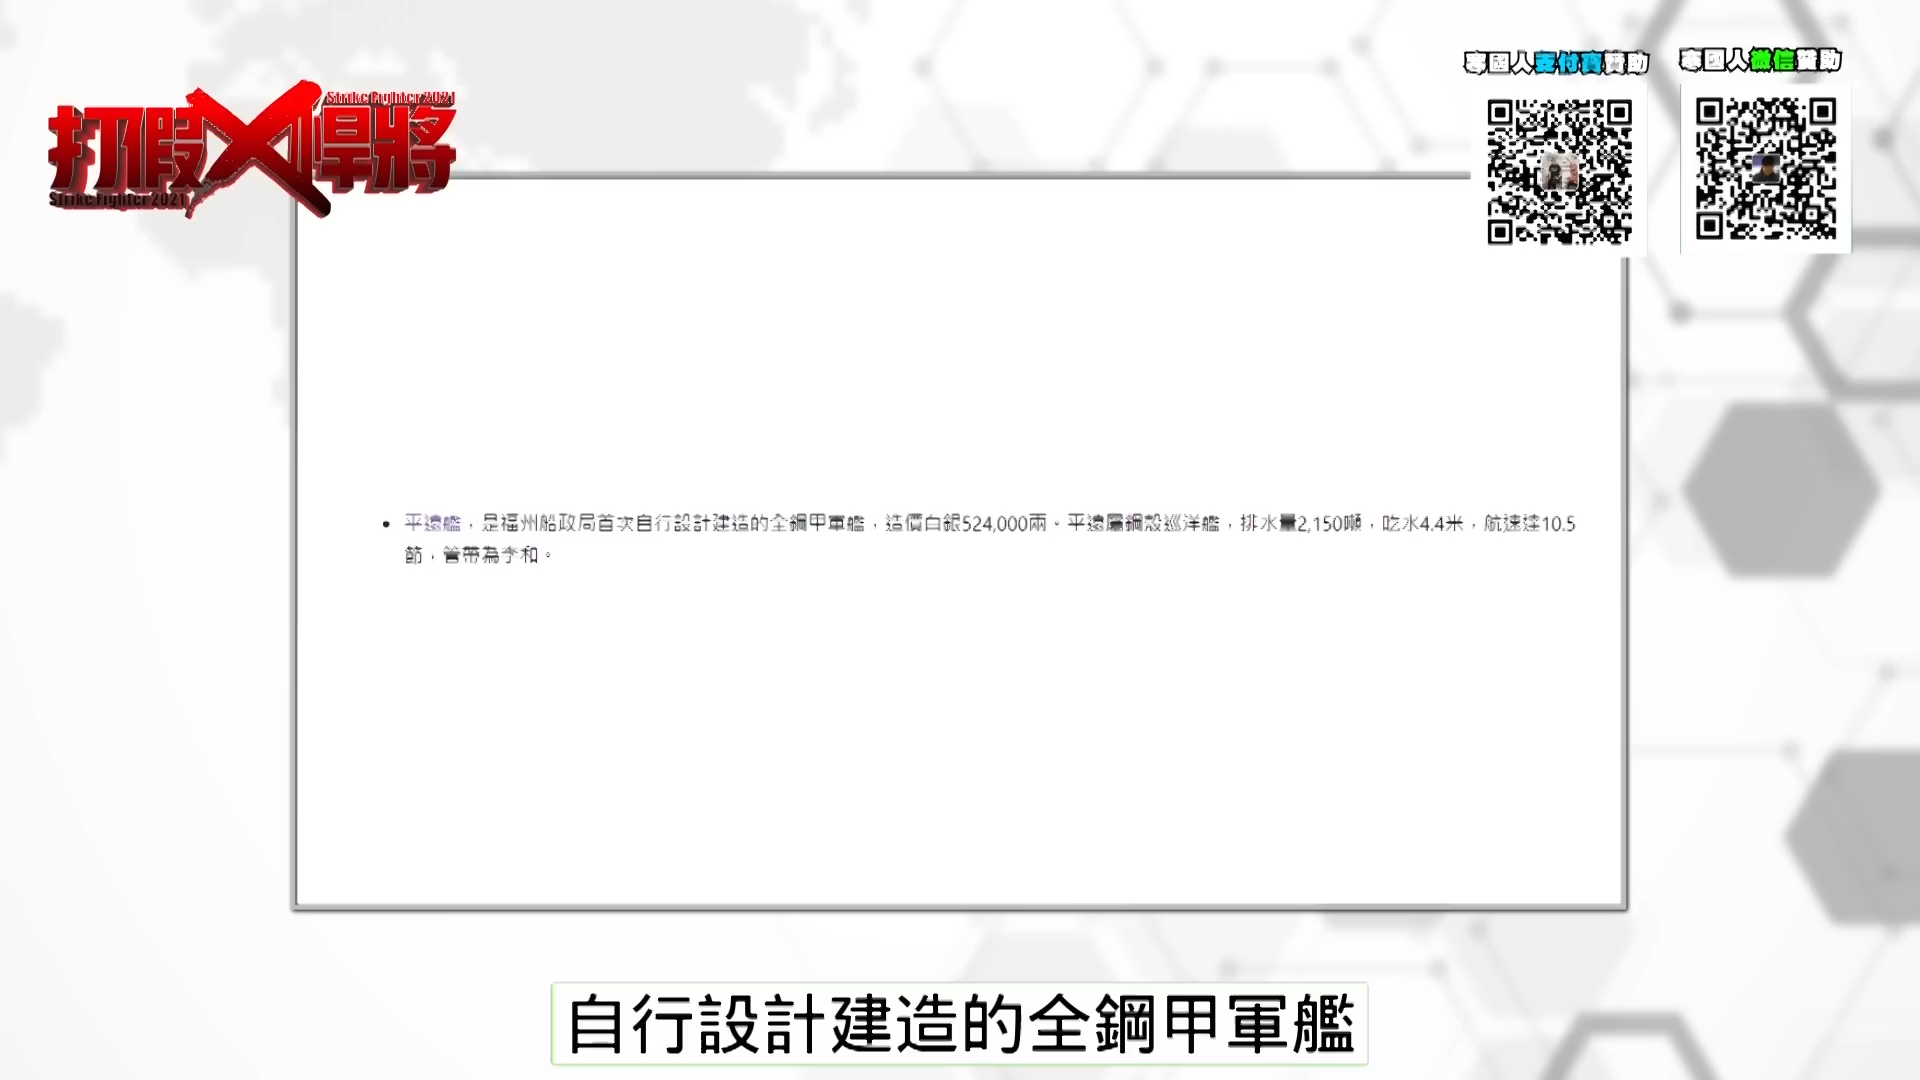 寒國人支付寶贊助
寒國人微信贊助
打假悍將
Strike Fighter 2021
Strike Fighter 2021
• 平遠艦，是福州船政局首次自行設計建造的全鋼甲軍艦，造價白銀524,000兩。平遠屬鋼殼巡洋艦，排水量2,150噸，吃水4.4米，航速達10.5
節，管帶為李和。
自行設計建造的全鋼甲軍艦